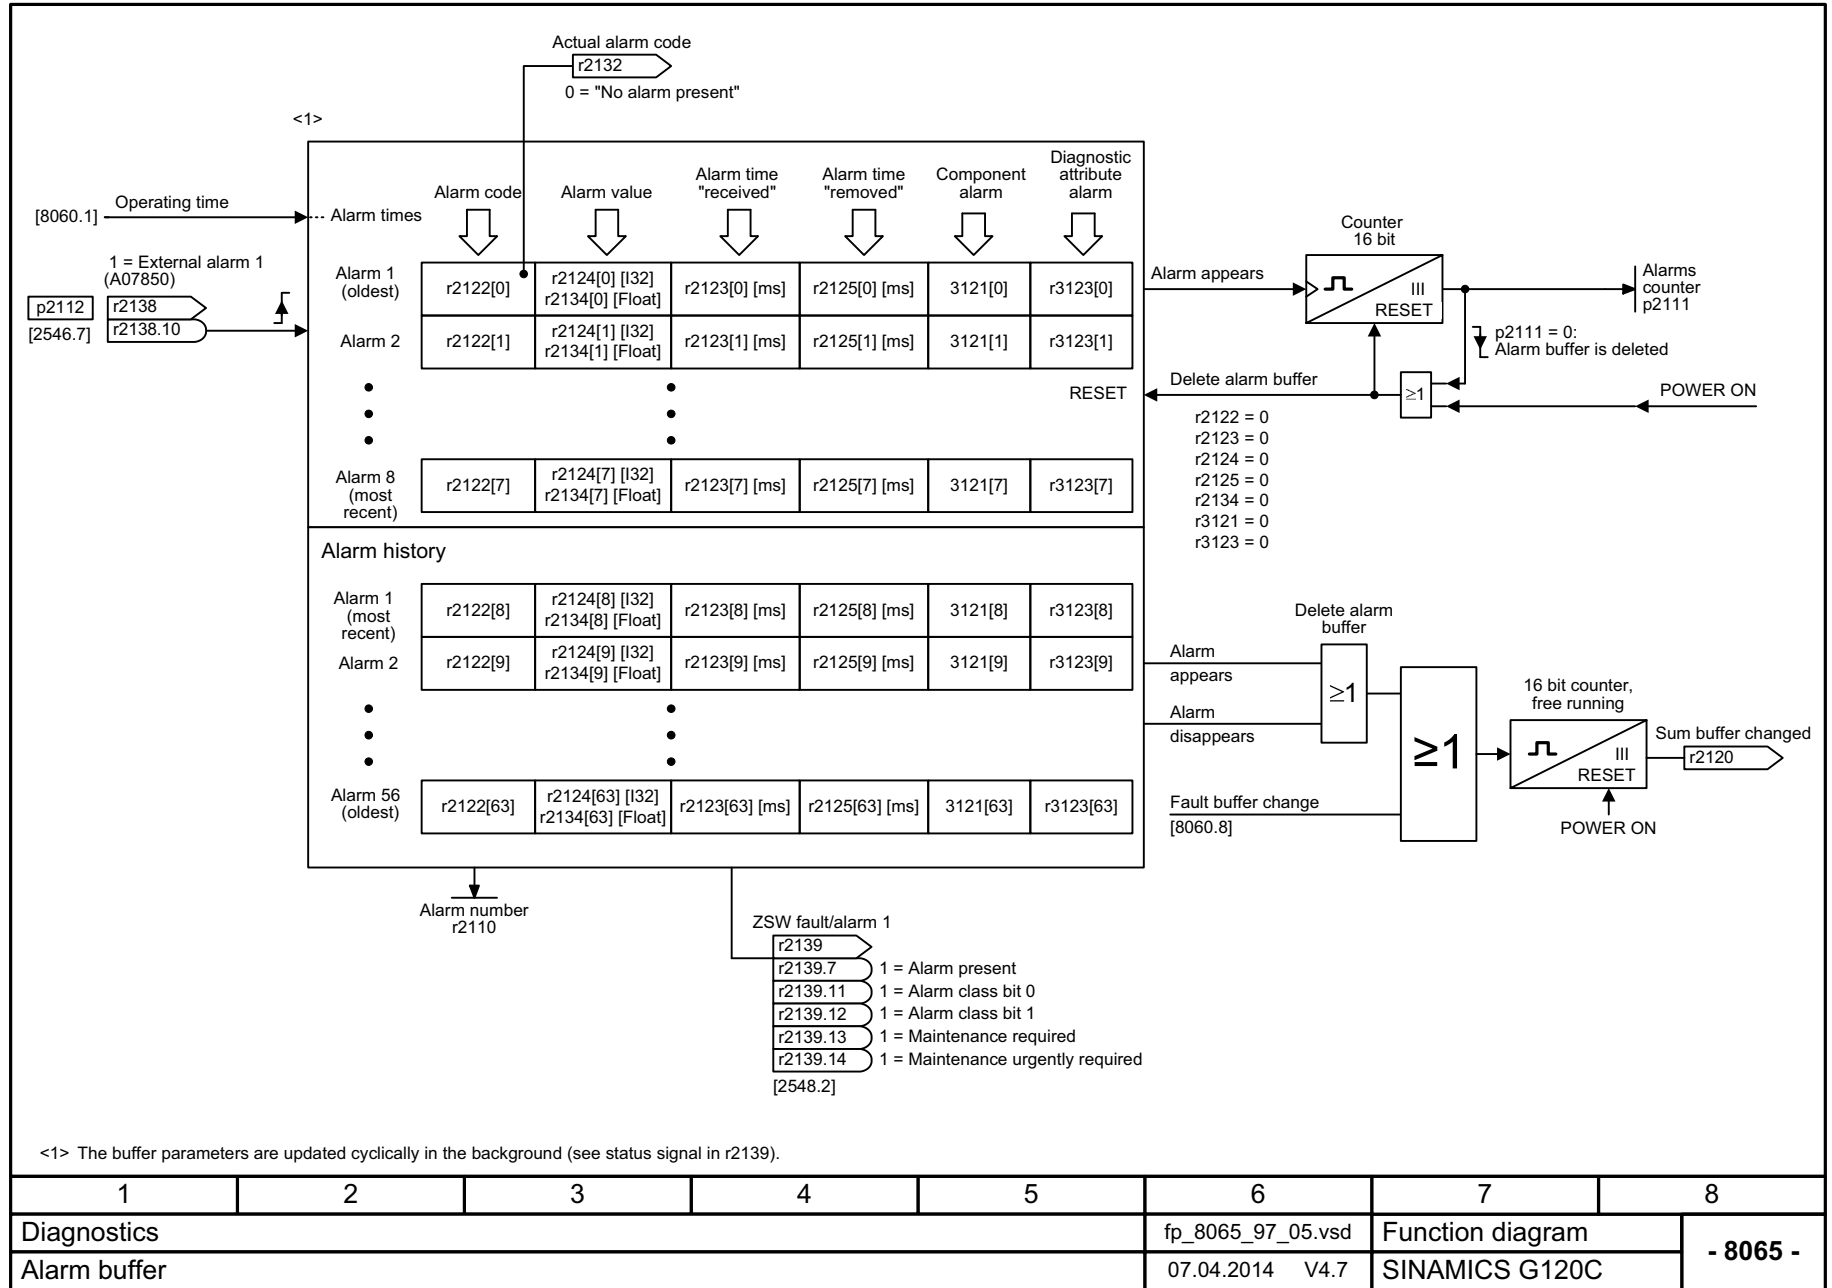 Actual alarm code
r2132
0 = "No alarm present"
<1>
[8060.1]
Operating time
Alarm times
Alarm code
Alarm value
Alarm time
"received"
Alarm time
"removed"
Component
alarm
Diagnostic
attribute
alarm
1 = External alarm 1
(A07850)
p2112
r2138
[2546.7]
r2138.10
Alarm 1
(oldest)
r2122[0]
r2124[0] [I32]
r2134[0] [Float]
r2123[0] [ms]
r2125[0] [ms]
3121[0]
r3123[0]
Alarm 2
r2122[1]
r2124[1] [I32]
r2134[1] [Float]
r2123[1] [ms]
r2125[1] [ms]
3121[1]
r3123[1]
RESET
Alarm 8
(most
recent)
r2122[7]
r2124[7] [I32]
r2134[7] [Float]
r2123[7] [ms]
r2125[7] [ms]
3121[7]
r3123[7]
Alarm appears
Counter
16 bit
III
RESET
Alarms
counter
p2111
p2111 = 0:
Alarm buffer is deleted
Delete alarm buffer
≥1
POWER ON
r2122 = 0
r2123 = 0
r2124 = 0
r2125 = 0
r2134 = 0
r3121 = 0
r3123 = 0
Alarm history
Alarm 1
(most
recent)
r2122[8]
r2124[8] [I32]
r2134[8] [Float]
r2123[8] [ms]
r2125[8] [ms]
3121[8]
r3123[8]
Alarm 2
r2122[9]
r2124[9] [I32]
r2134[9] [Float]
r2123[9] [ms]
r2125[9] [ms]
3121[9]
r3123[9]
Alarm 56
(oldest)
r2122[63]
r2124[63] [I32]
r2134[63] [Float]
r2123[63] [ms]
r2125[63] [ms]
3121[63]
r3123[63]
Delete alarm
buffer
Alarm
appears
Alarm
disappears
≥1
≥1
Fault buffer change
[8060.8]
16 bit counter,
free running
III
RESET
POWER ON
Sum buffer changed
r2120
Alarm number
r2110
ZSW fault/alarm 1
r2139
r2139.7 1 = Alarm present
r2139.11 1 = Alarm class bit 0
r2139.12 1 = Alarm class bit 1
r2139.13 1 = Maintenance required
r2139.14 1 = Maintenance urgently required
[2548.2]
<1> The buffer parameters are updated cyclically in the background (see status signal in r2139).
1 2 3 4 5 6 7 8
Diagnostics
fp_8065_97_05.vsd
Function diagram
- 8065 -
Alarm buffer
07.04.2014 V4.7
SINAMICS G120C